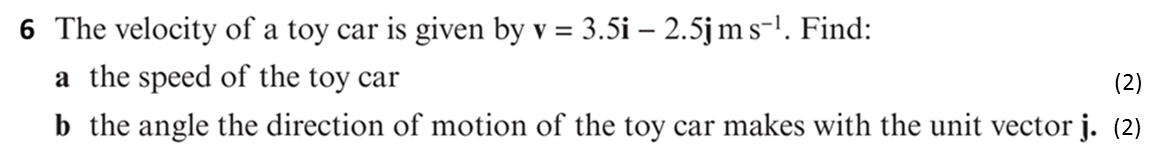 6 The velocity of a toy car is given by v = 3.5i – 2.5j m s⁻¹. Find:
a the speed of the toy car (2)
b the angle the direction of motion of the toy car makes with the unit vector j. (2)